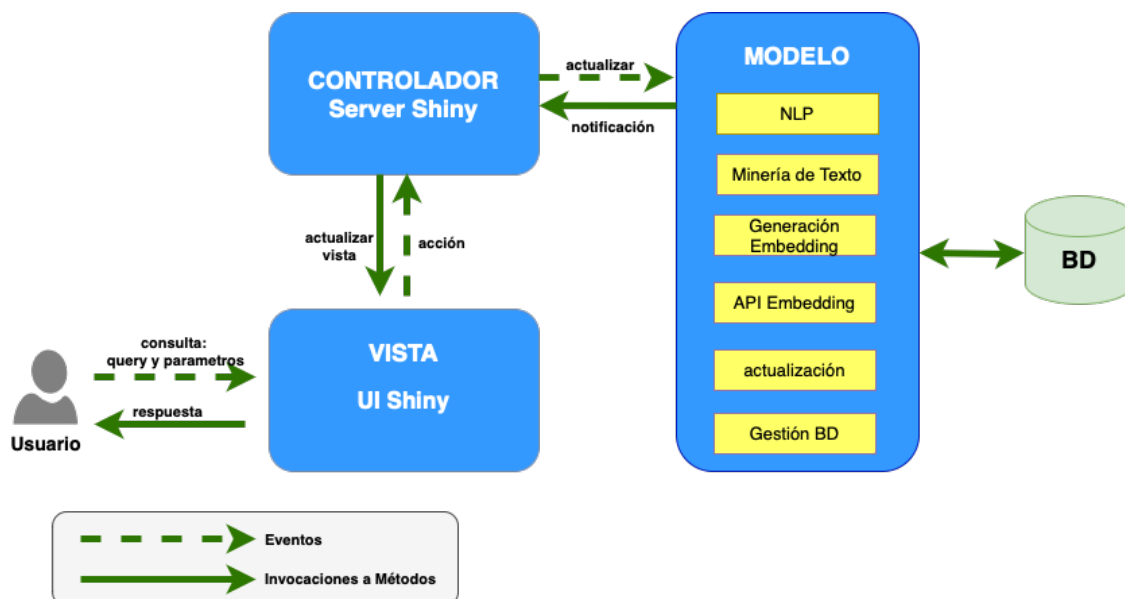 CONTROLADOR
Server Shiny
actualizar
notificación
MODELO
NLP
Minería de Texto
Generación
Embedding
API Embedding
actualización
Gestión BD
BD
actualizar
vista
acción
VISTA
UI Shiny
consulta:
query y parametros
respuesta
Usuario
Eventos
Invocaciones a Métodos